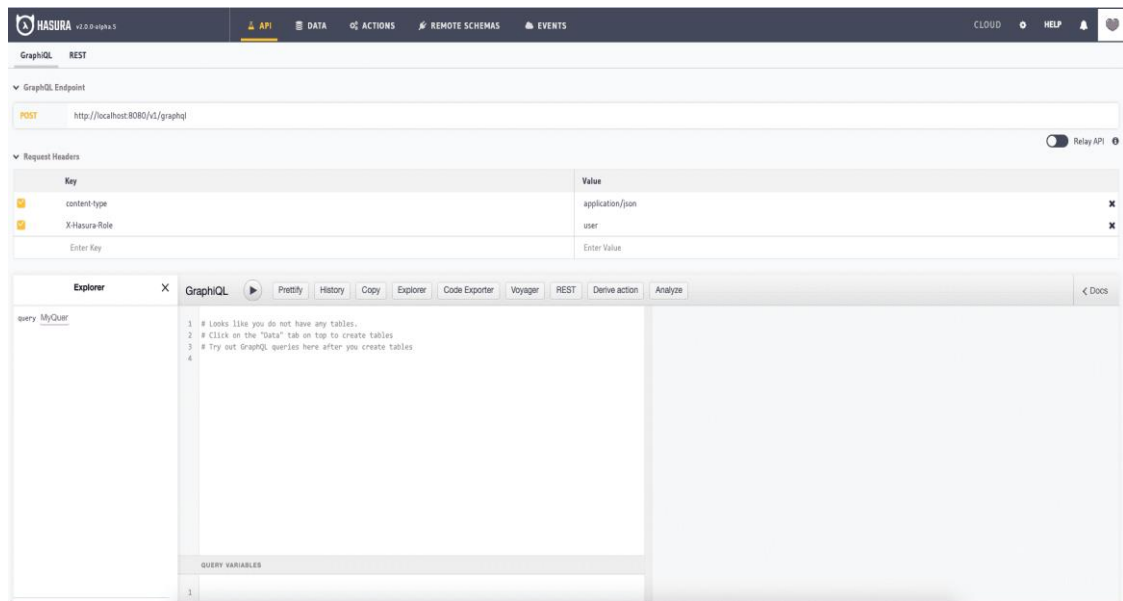 HASURA v2.0.0-alpha.5 API DATA ACTIONS REMOTE SCHEMAS EVENTS CLOUD HELP
GraphiQL REST
GraphQL Endpoint
POST http://localhost:8080/v1/graphql
Relay API
Request Headers
Key Value
content-type application/json
X-Hasura-Role user
Enter Key Enter Value
Explorer X GraphiQL Prettify History Copy Explorer Code Exporter Voyager REST Derive action Analyze < Docs
query MyQuer
1 # Looks like you do not have any tables.
2 # Click on the "Data" tab on top to create tables
3 # Try out GraphQL queries here after you create tables
4
QUERY VARIABLES
1